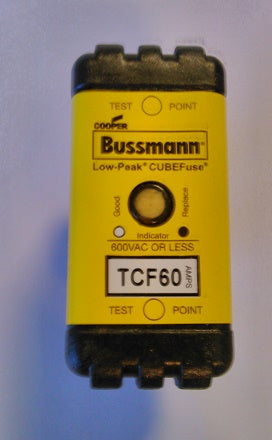 TEST POINT
COOPER
Bussmann®
Low-Peak® CUBEFuse®
Good Replace
Indicator
600VAC OR LESS
TCF60 AMPS
TEST POINT